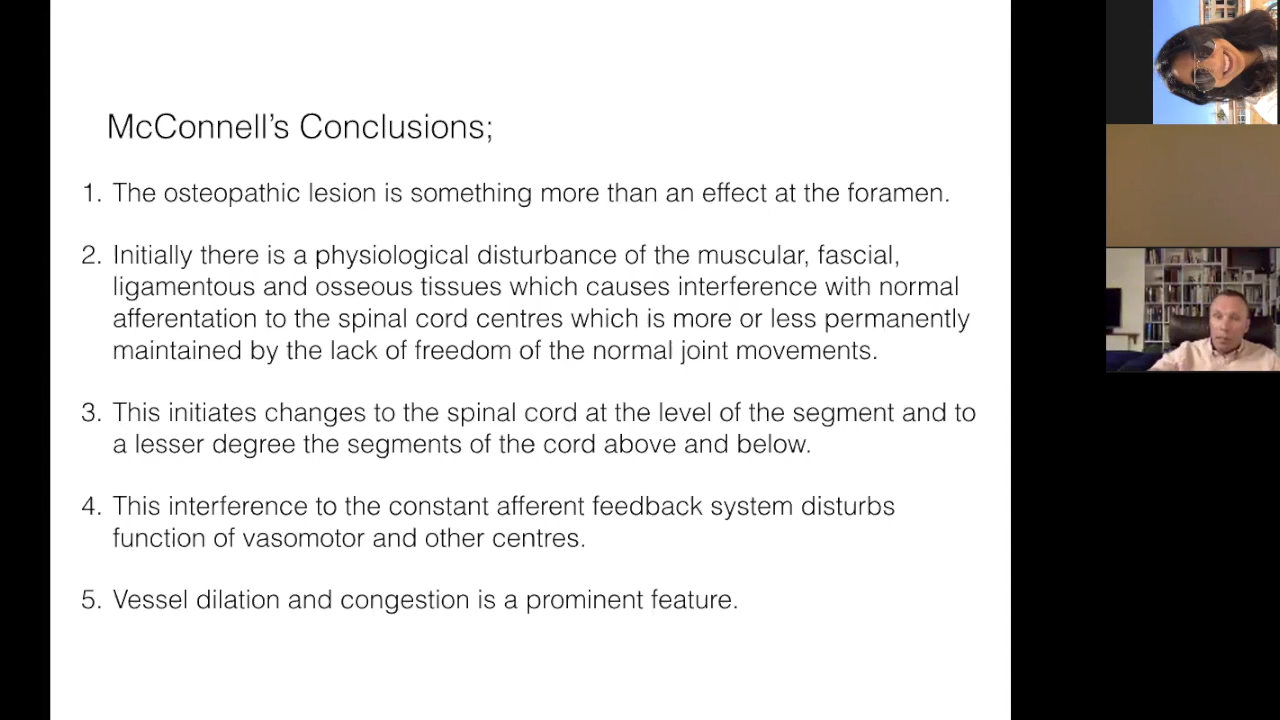 McConnell's Conclusions;
1. The osteopathic lesion is something more than an effect at the foramen.
2. Initially there is a physiological disturbance of the muscular, fascial,
ligamentous and osseous tissues which causes interference with normal
afferentation to the spinal cord centres which is more or less permanently
maintained by the lack of freedom of the normal joint movements.
3. This initiates changes to the spinal cord at the level of the segment and to
a lesser degree the segments of the cord above and below.
4. This interference to the constant afferent feedback system disturbs
function of vasomotor and other centres.
5. Vessel dilation and congestion is a prominent feature.